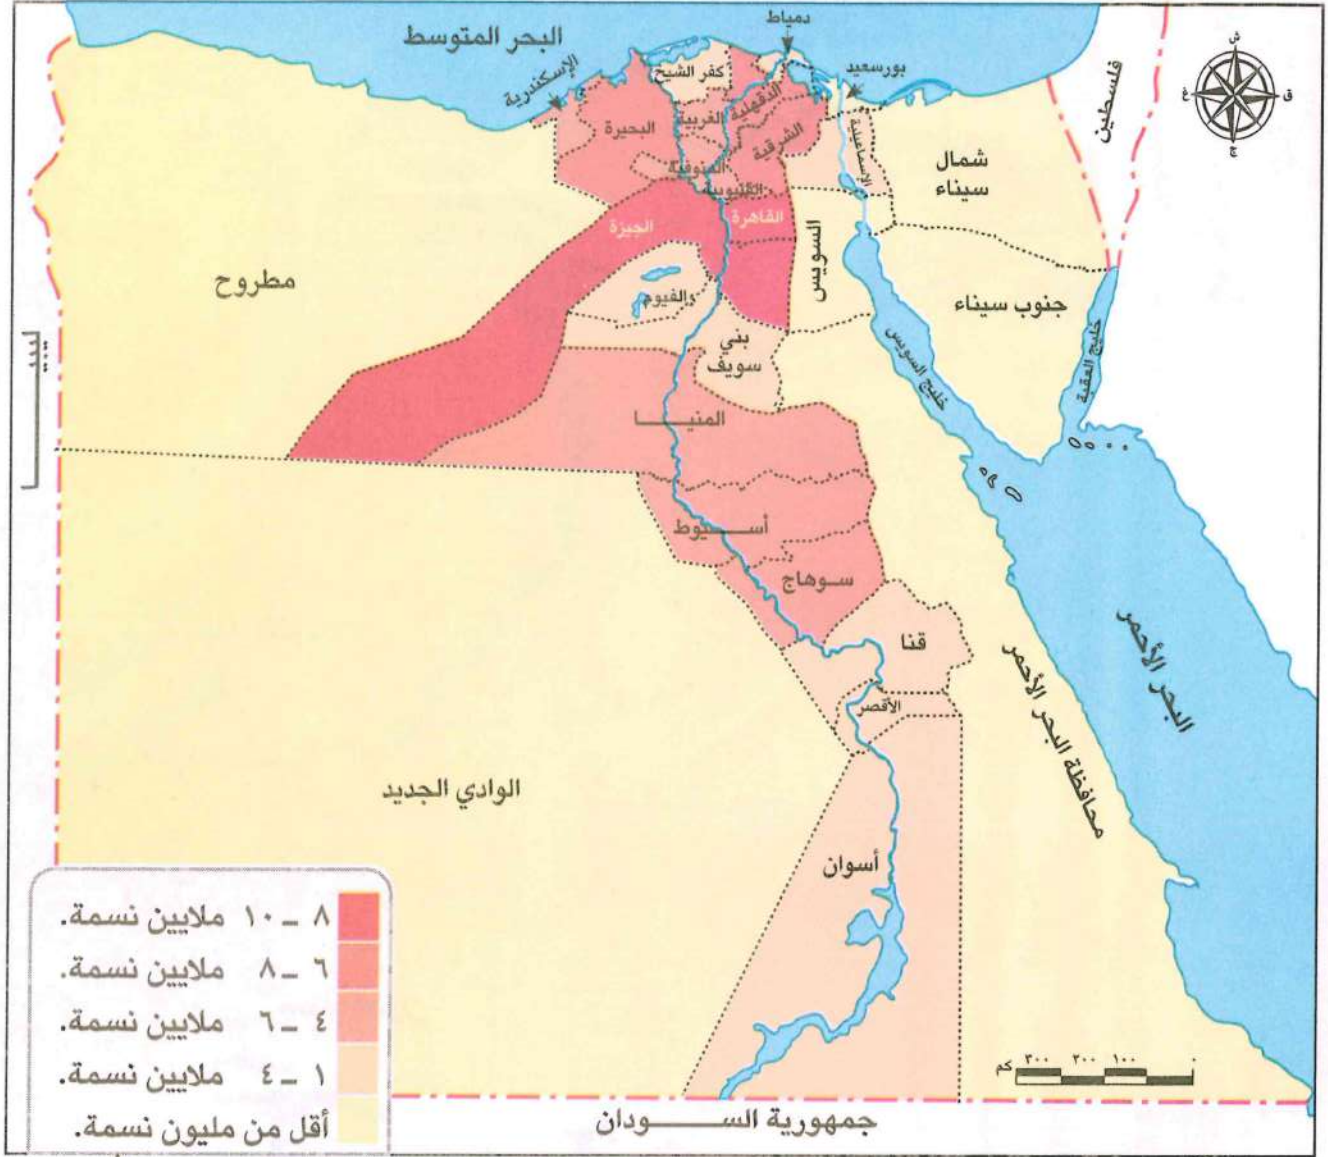 البحر المتوسط
دمياط
بورسعيد
الإسكندرية
كفر الشيخ
الدقهلية
البحيرة
الغربية
الشرقية
الإسماعيلية
المنوفية
القليوبية
القاهرة
الجيزة
السويس
شمال
سيناء
فلسطين
ش
ق
غ
ج
مطروح
ليبيا
الفيوم
بني
سويف
جنوب سيناء
خليج السويس
خليج العقبة
المنيا
أسيوط
سوهاج
قنا
الأقصر
البحر الأحمر
محافظة البحر الأحمر
الوادي الجديد
أسوان
٨ – ١٠ ملايين نسمة.
٦ – ٨ ملايين نسمة.
٤ – ٦ ملايين نسمة.
١ – ٤ ملايين نسمة.
أقل من مليون نسمة.
٠ ١٠٠ ٢٠٠ ٣٠٠ كم
جمهورية الســـــودان